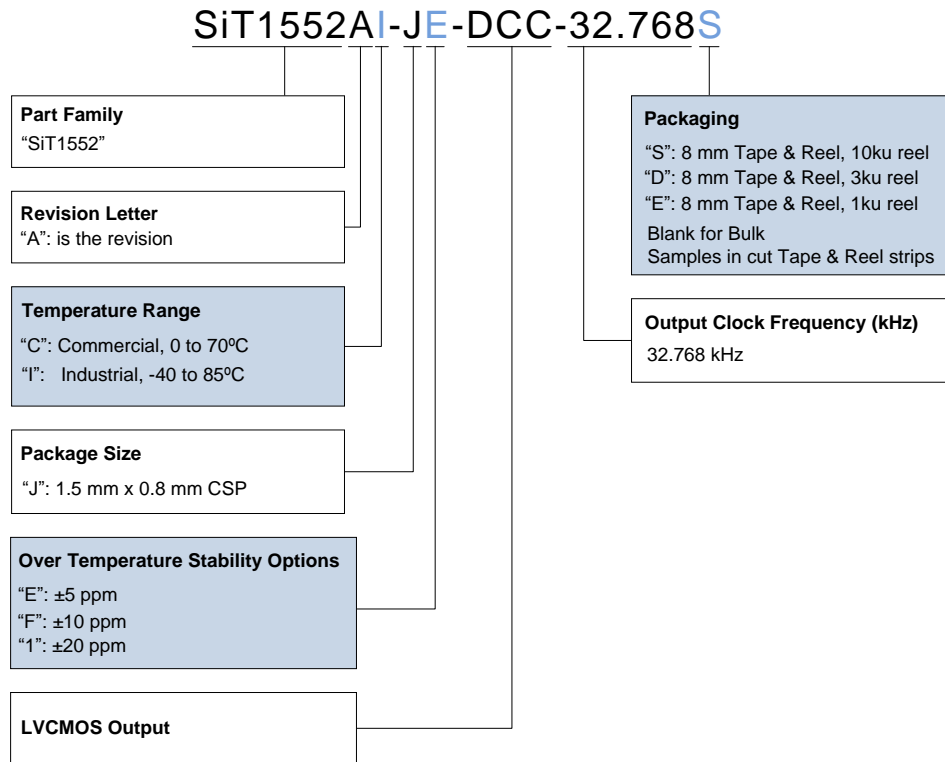 SiT1552AI-JE-DCC-32.768S
Part Family
“SiT1552”
Revision Letter
“A”: is the revision
Temperature Range
“C”: Commercial, 0 to 70ºC
“I”: Industrial, -40 to 85ºC
Package Size
“J”: 1.5 mm x 0.8 mm CSP
Over Temperature Stability Options
“E”: ±5 ppm
“F”: ±10 ppm
“1”: ±20 ppm
LVCMOS Output
Packaging
“S”: 8 mm Tape & Reel, 10ku reel
“D”: 8 mm Tape & Reel, 3ku reel
“E”: 8 mm Tape & Reel, 1ku reel
Blank for Bulk
Samples in cut Tape & Reel strips
Output Clock Frequency (kHz)
32.768 kHz